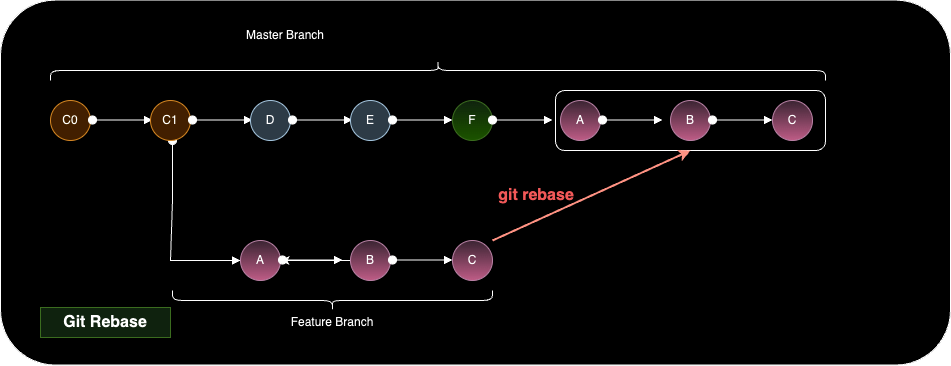 Master Branch
C0 C1 D E F A B C
git rebase
A B C
Git Rebase
Feature Branch